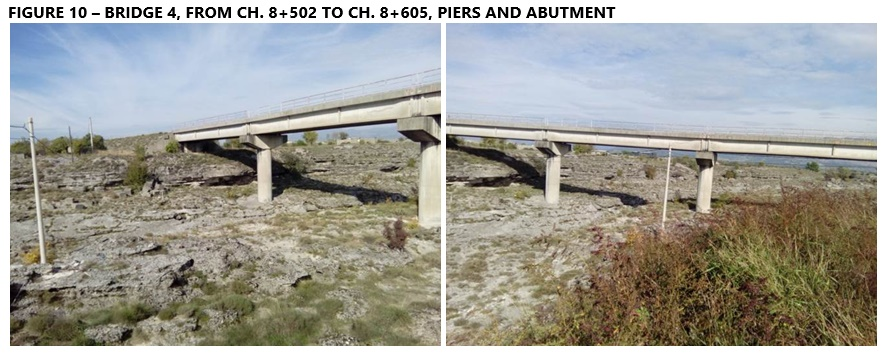 FIGURE 10 – BRIDGE 4, FROM CH. 8+502 TO CH. 8+605, PIERS AND ABUTMENT